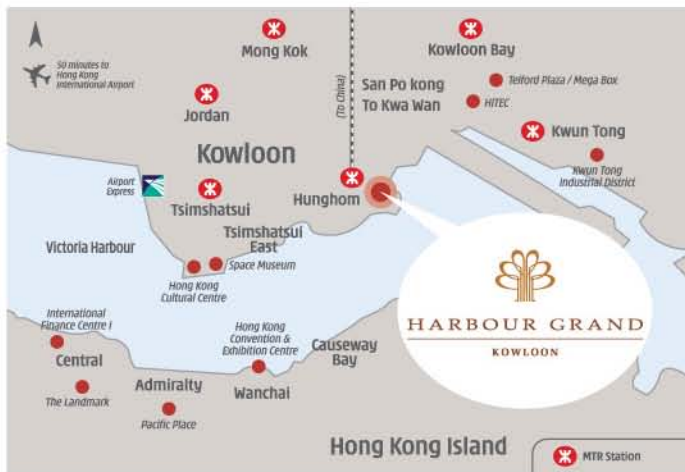 50 minutes to
Hong Kong
International Airport
Mong Kok
Kowloon Bay
(To China)
San Po kong
To Kwa Wan
Telford Plaza / Mega Box
HITEC
Jordan
Kwun Tong
Kowloon
Kwun Tong
Industrial District
Airport
Express
Tsimshatsui
Hunghom
Tsimshatsui
East
Victoria Harbour
Space Museum
Hong Kong
Cultural Centre
HARBOUR GRAND
KOWLOON
International
Finance Centre I
Hong Kong
Convention &
Exhibition Centre
Causeway
Bay
Central
The Landmark
Admiralty
Pacific Place
Wanchai
Hong Kong Island
MTR Station